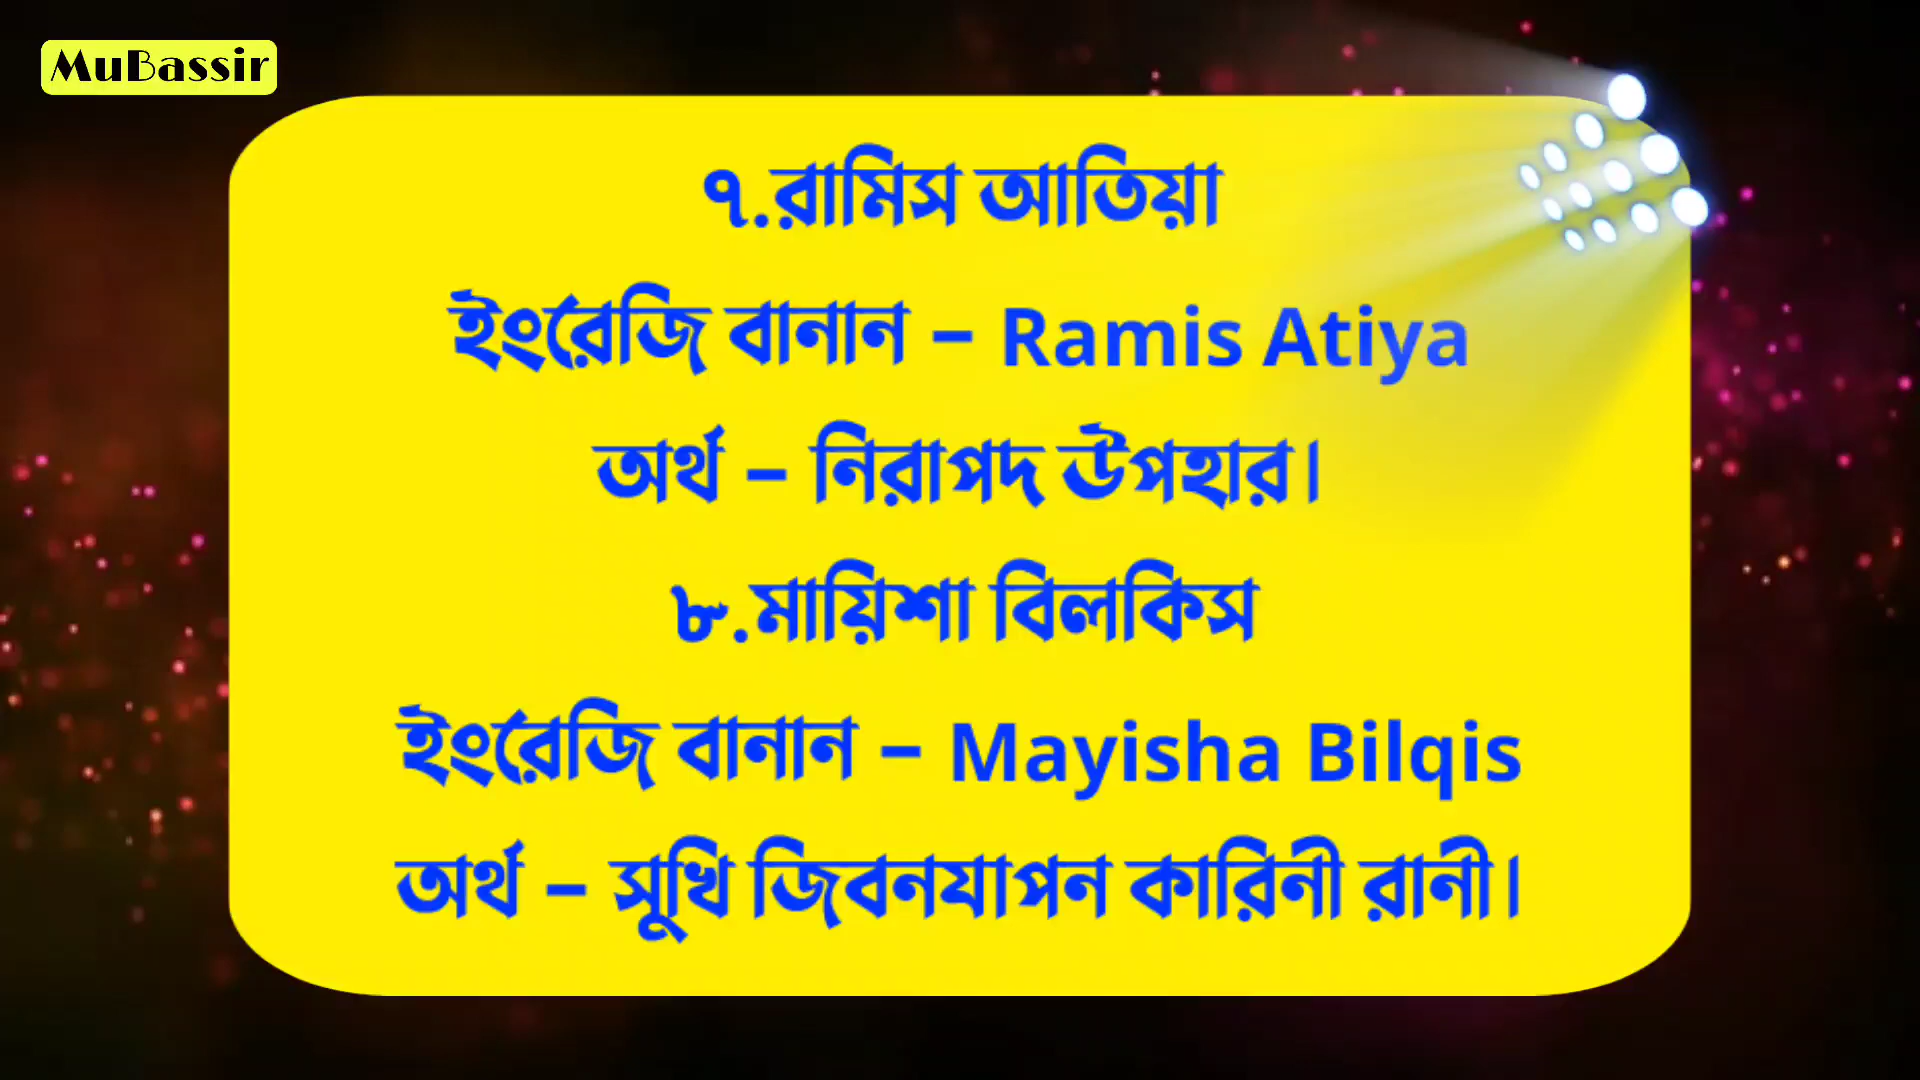 MuBassir
৭.রামিস আতিয়া
ইংরেজি বানান – Ramis Atiya
অর্থ – নিরাপদ উপহার।
৮.মায়িশা বিলকিস
ইংরেজি বানান – Mayisha Bilqis
অর্থ – সুখি জিবনযাপন কারিনী রানী।